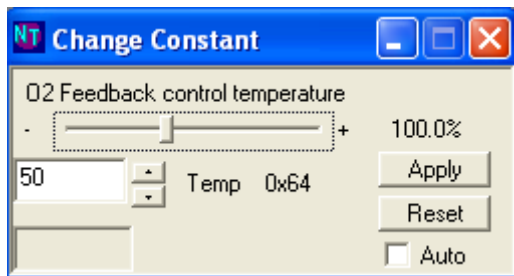 NT Change Constant
O2 Feedback control temperature
- + 100.0%
50 Temp 0x64 Apply
Reset
Auto